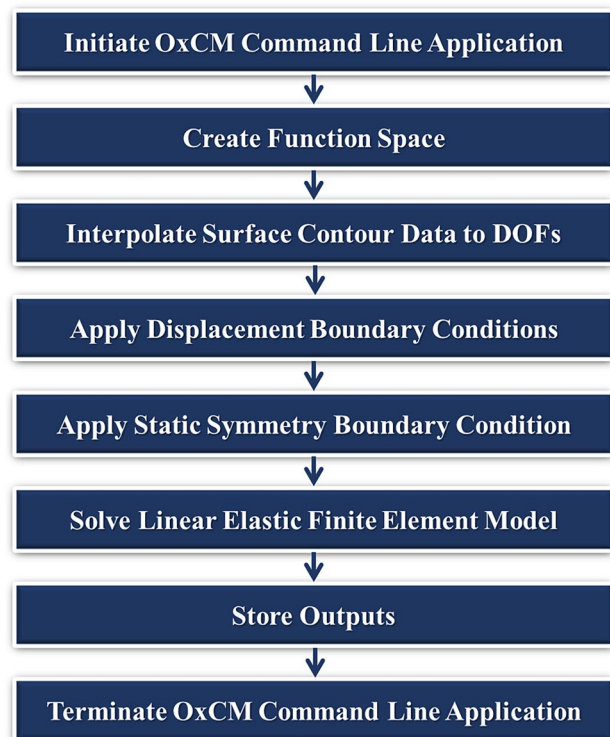 Initiate OxCM Command Line Application
Create Function Space
Interpolate Surface Contour Data to DOFs
Apply Displacement Boundary Conditions
Apply Static Symmetry Boundary Condition
Solve Linear Elastic Finite Element Model
Store Outputs
Terminate OxCM Command Line Application